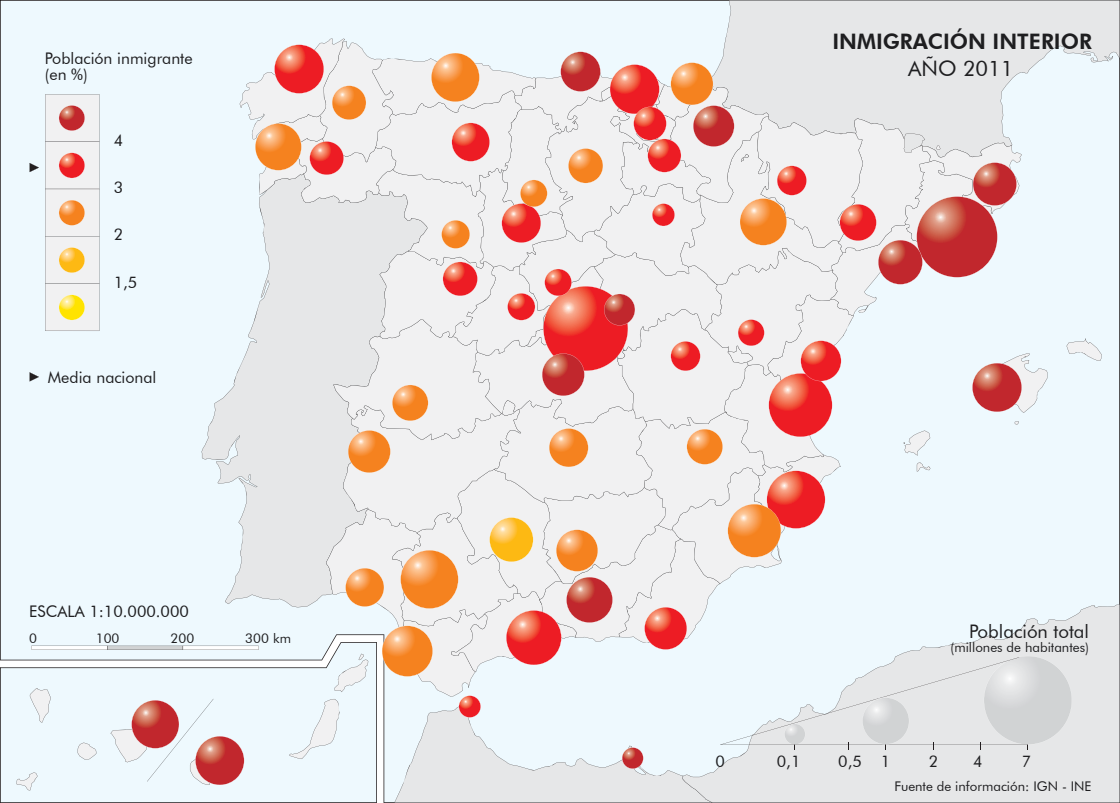 INMIGRACIÓN INTERIOR
AÑO 2011
Población inmigrante
(en %)
4
3
2
1,5
Media nacional
ESCALA 1:10.000.000
0 100 200 300 km
Población total
(millones de habitantes)
0 0,1 0,5 1 2 4 7
Fuente de información: IGN - INE